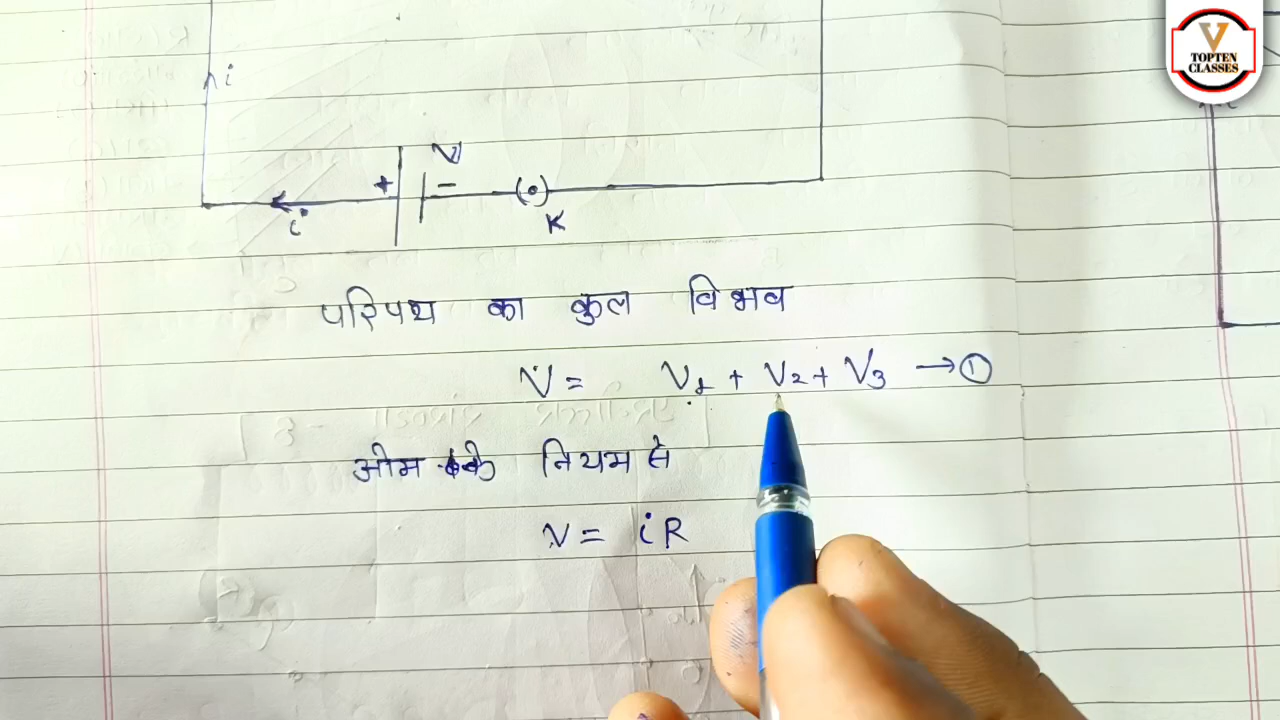 V
TOPTEN
CLASSES
i
V
+ −
i
K
परिपथ का कुल विभव
V = V1 + V2 + V3 → ①
ओम के नियम से
V = iR